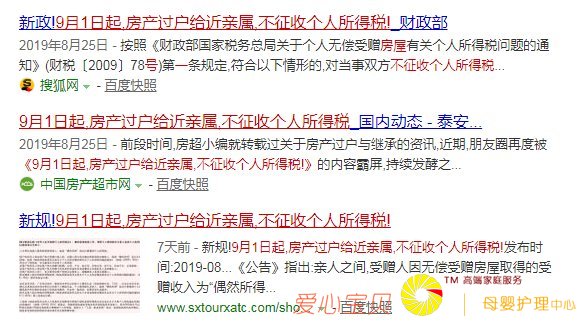 新政!9月1日起,房产过户给近亲属,不征收个人所得税!_财政部
2019年8月25日 - 按照《财政部国家税务总局关于个人无偿受赠房屋有关个人所得税问题的通
知》(财税〔2009〕78号)第一条规定,符合以下情形的,对当事双方不征收个人所得税...
搜狐网 - 百度快照
9月1日起,房产过户给近亲属,不征收个人所得税_国内动态 - 泰安...
2019年8月25日 - 前段时间,房超小编就转载过关于房产过户与继承的资讯,近期,朋友圈再度被
《9月1日起,房产过户给近亲属,不征收个人所得税!》的内容霸屏,持续发酵之...
中国房产超市网 - 百度快照
新规!9月1日起,房产过户给近亲属,不征收个人所得税!
7天前 - 新规!9月1日起,房产过户给近亲属,不征收个人所得税!发布时
间:2019-08...《公告》指出:亲人之间,受赠人因无偿受赠房屋取得的受
赠收入为"偶然所得...
www.sxtourxatc.com/sho... - 百度快照
爱心宝贝
TM 高端家庭服务
母婴护理中心